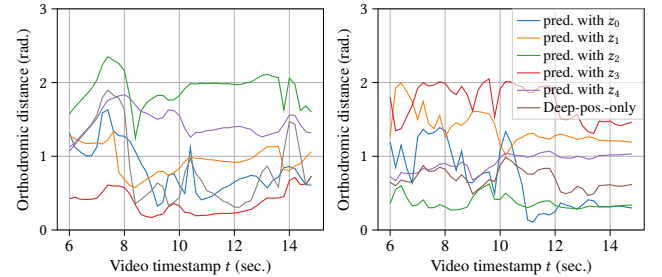 Orthodromic distance (rad.)
3
2
1
0
6
8
10
12
14
Video timestamp t (sec.)
Orthodromic distance (rad.)
3
2
1
0
6
8
10
12
14
Video timestamp t (sec.)
pred. with z0
pred. with z1
pred. with z2
pred. with z3
pred. with z4
Deep-pos.-only